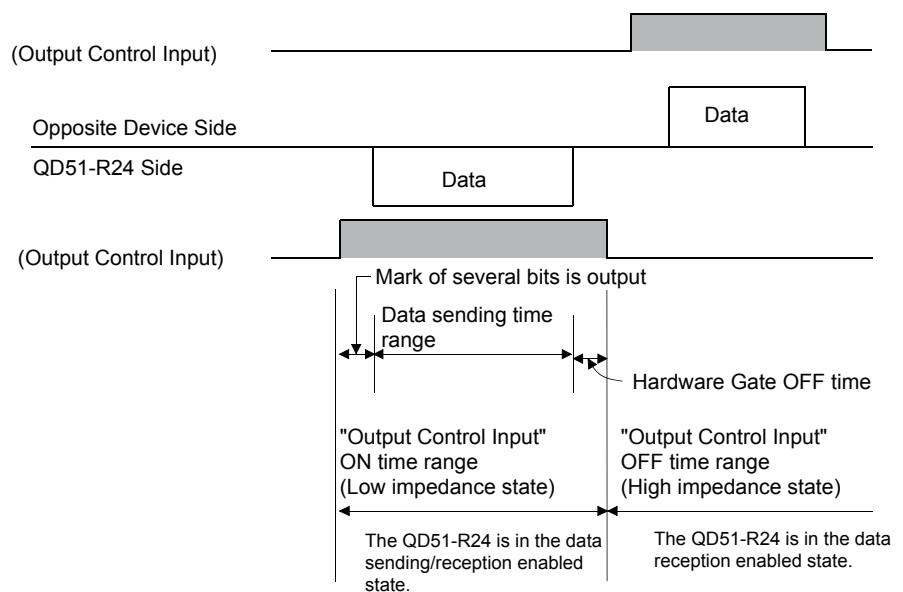 (Output Control Input)
Data
Opposite Device Side
QD51-R24 Side
Data
(Output Control Input)
Mark of several bits is output
Data sending time
range
Hardware Gate OFF time
"Output Control Input"
ON time range
(Low impedance state)
"Output Control Input"
OFF time range
(High impedance state)
The QD51-R24 is in the data
sending/reception enabled
state.
The QD51-R24 is in the data
reception enabled state.